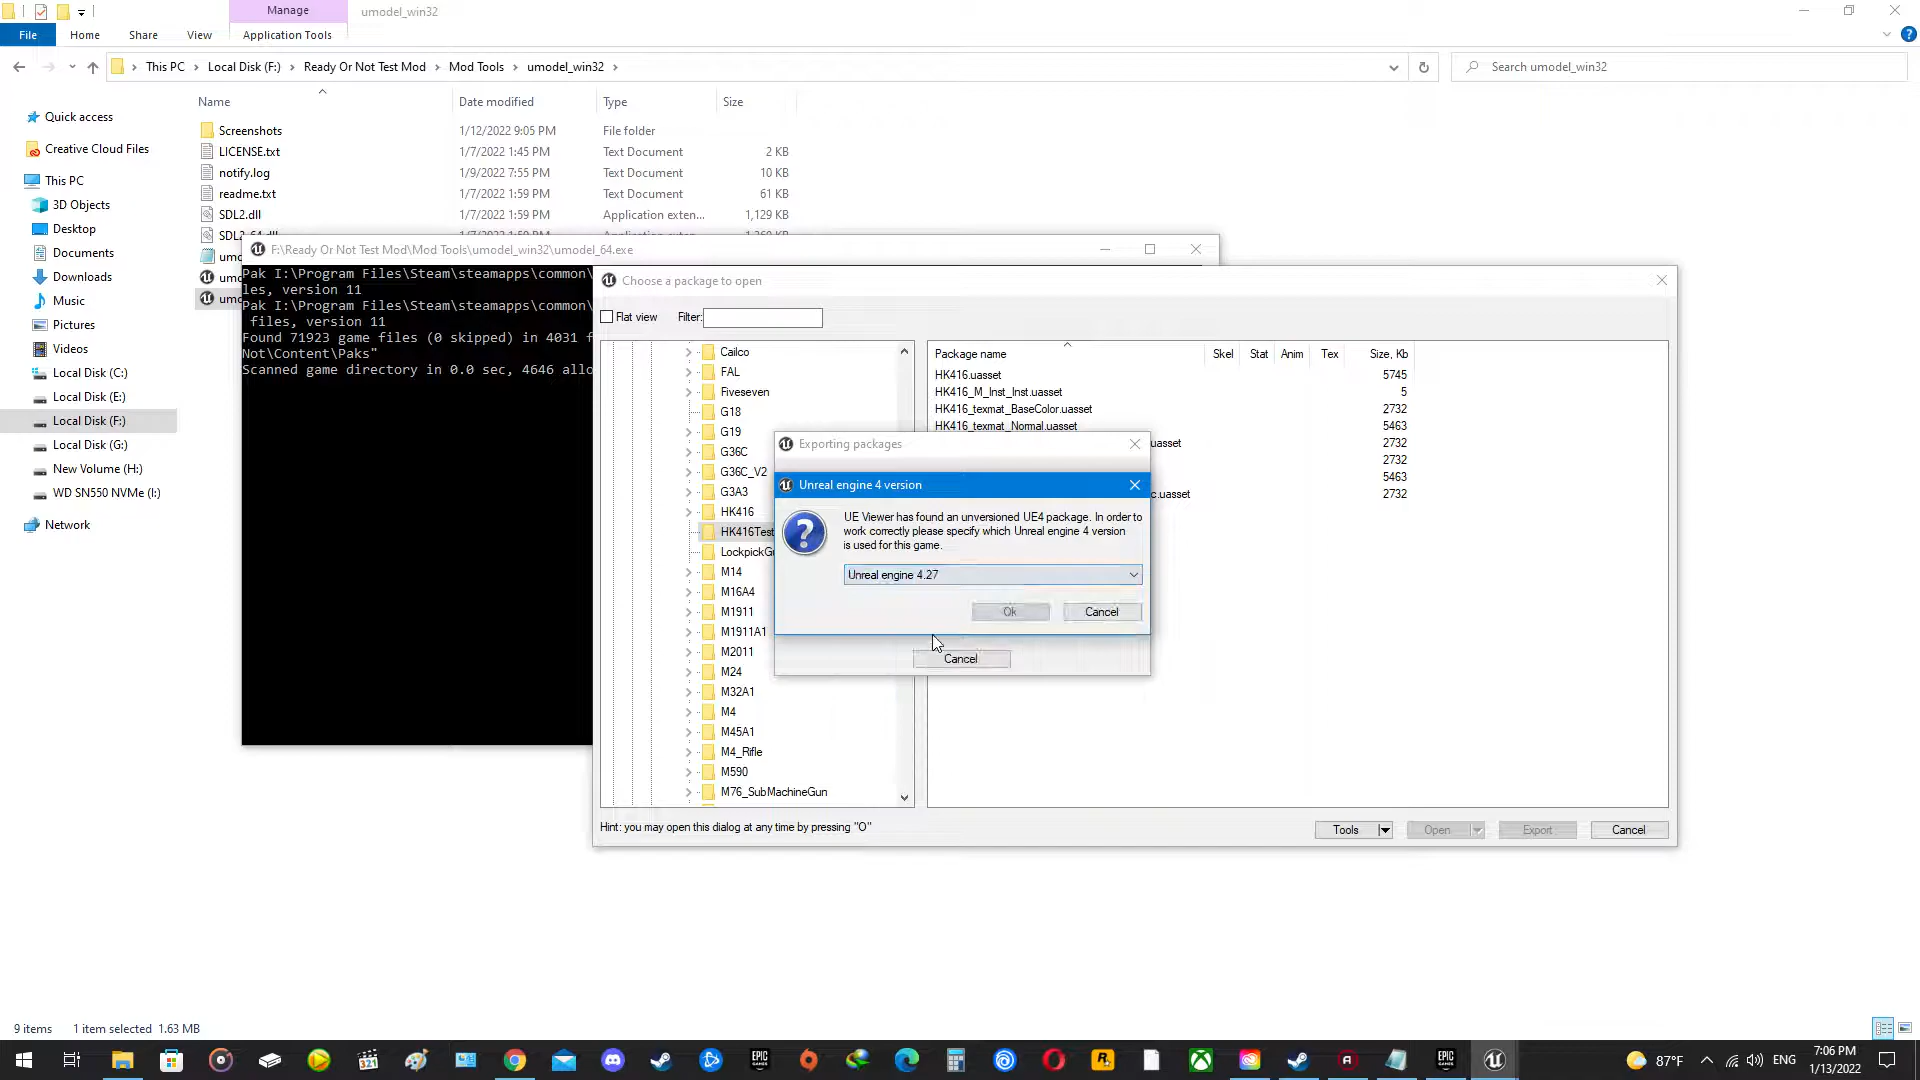 Manage
umodel_win32
File
Home
Share
View
Application Tools
This PC
Local Disk (F:)
Ready Or Not Test Mod
Mod Tools
umodel_win32
Search umodel_win32
Name
Date modified
Type
Size
Quick access
Creative Cloud Files
This PC
3D Objects
Desktop
Documents
Downloads
Music
Pictures
Videos
Local Disk (C:)
Local Disk (E:)
Local Disk (F:)
Local Disk (G:)
New Volume (H:)
WD SN550 NVMe (I:)
Network
Screenshots 1/12/2022 9:05 PM File folder
LICENSE.txt 1/7/2022 1:45 PM Text Document 2 KB
notify.log 1/9/2022 7:55 PM Text Document 10 KB
readme.txt 1/7/2022 1:59 PM Text Document 61 KB
SDL2.dll 1/7/2022 1:59 PM Application exten... 1,129 KB
F:\Ready Or Not Test Mod\Mod Tools\umodel_win32\umodel_64.exe
Pak I:\Program Files\Steam\steamapps\common\
les, version 11
Pak I:\Program Files\Steam\steamapps\common\
files, version 11
Found 71923 game files (0 skipped) in 4031 f
Not\Content\Paks"
Scanned game directory in 0.0 sec, 4646 allo
Choose a package to open
Flat view
Filter:
Cailco
FAL
Fiveseven
G18
G19
G36C
G36C_V2
G3A3
HK416
HK416Test
LockpickGu
M14
M16A4
M1911
M1911A1
M2011
M24
M32A1
M4
M45A1
M4_Rifle
M590
M76_SubMachineGun
Package name Skel Stat Anim Tex Size, Kb
HK416.uasset 5745
HK416_M_Inst_Inst.uasset 5
HK416_texmat_BaseColor.uasset 2732
HK416_texmat_Normal.uasset 5463
uasset 2732
2732
5463
c.uasset 2732
Exporting packages
Unreal engine 4 version
UE Viewer has found an unversioned UE4 package. In order to
work correctly please specify which Unreal engine 4 version
is used for this game.
Unreal engine 4.27
Ok
Cancel
Cancel
Hint: you may open this dialog at any time by pressing "O"
Tools
Open
Export
Cancel
9 items
1 item selected 1.63 MB
87°F
ENG
7:06 PM
1/13/2022